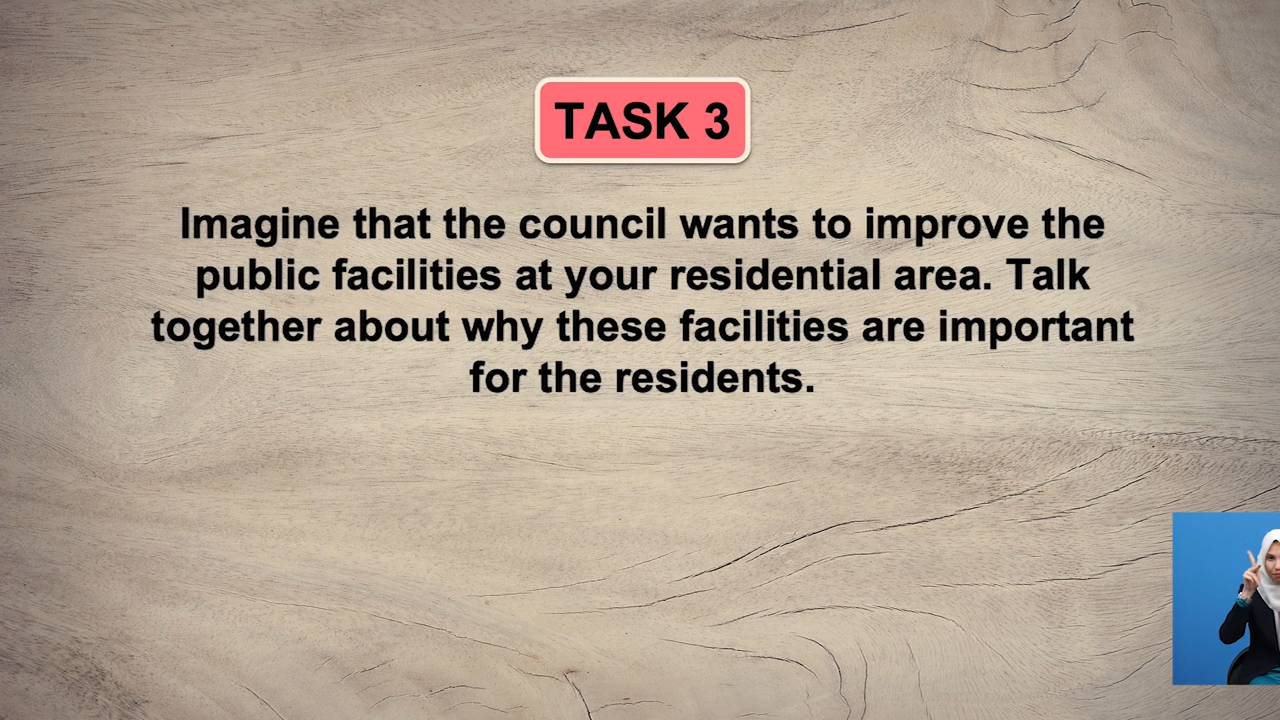 TASK 3
Imagine that the council wants to improve the
public facilities at your residential area. Talk
together about why these facilities are important
for the residents.